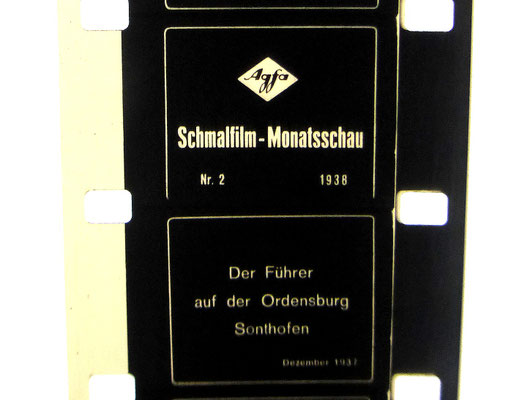 Agfa
Schmalfilm-Monatsschau
Nr. 2 1938
Der Führer
auf der Ordensburg
Sonthofen
Dezember 1937